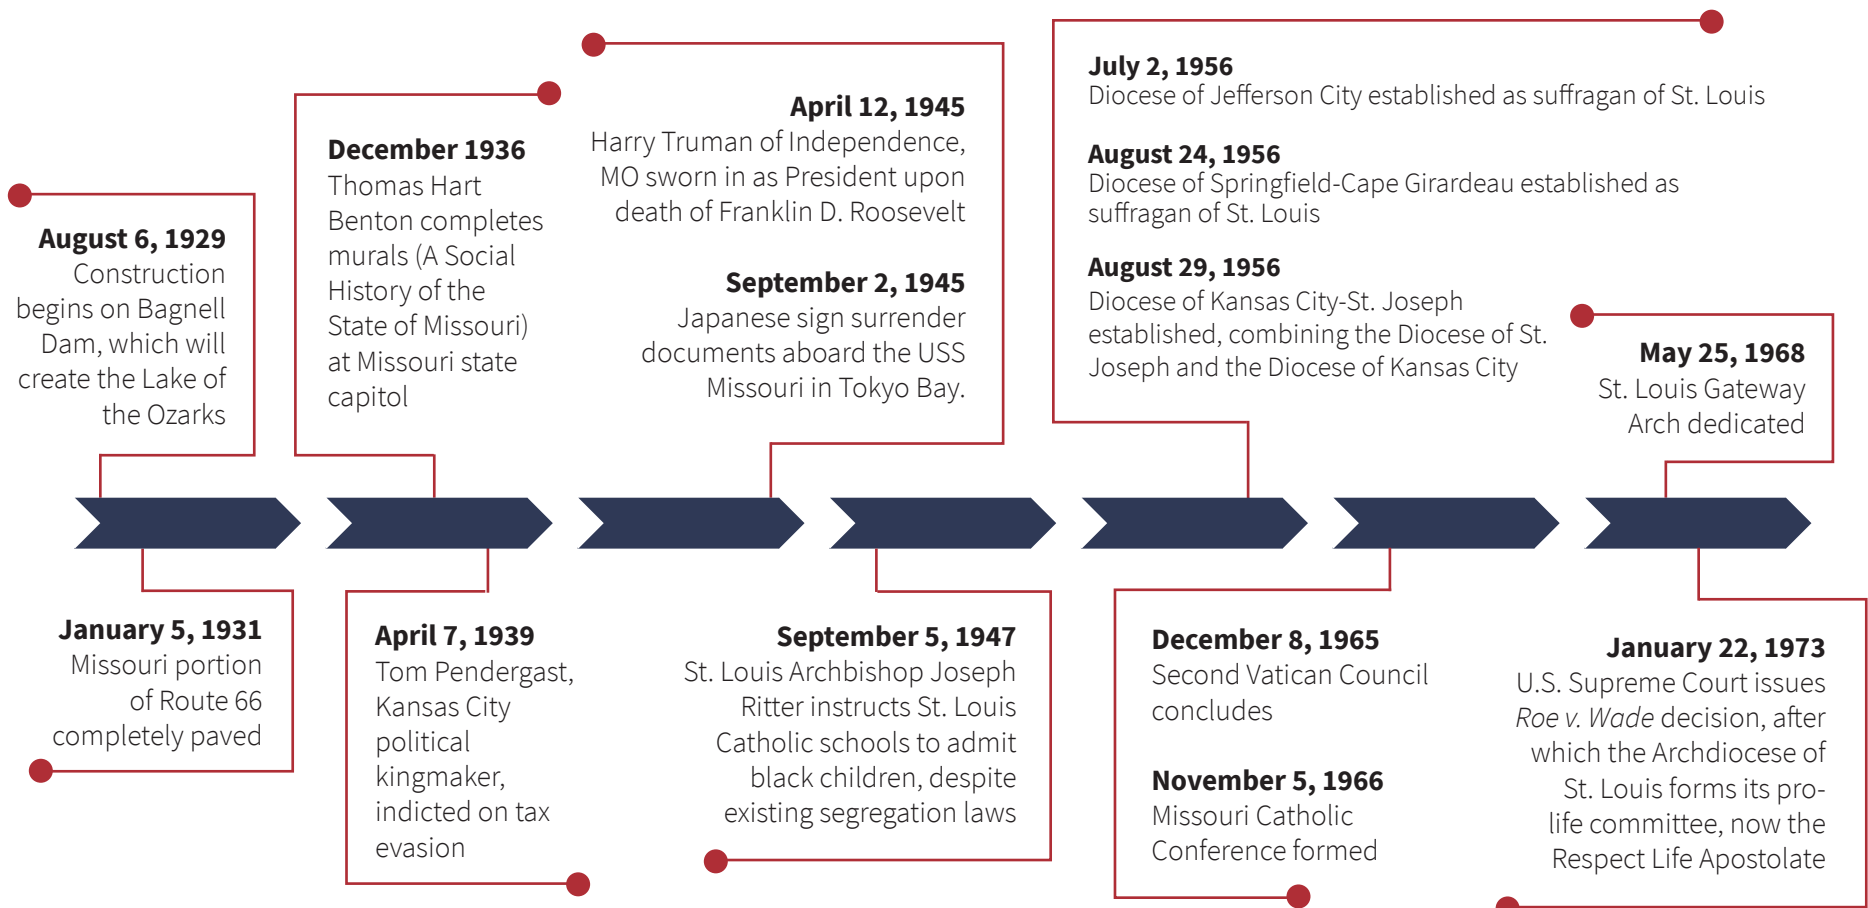 August 6, 1929
Construction
begins on Bagnell
Dam, which will
create the Lake of
the Ozarks
January 5, 1931
Missouri portion
of Route 66
completely paved
December 1936
Thomas Hart
Benton completes
murals (A Social
History of the
State of Missouri)
at Missouri state
capitol
April 7, 1939
Tom Pendergast,
Kansas City
political
kingmaker,
indicted on tax
evasion
April 12, 1945
Harry Truman of Independence,
MO sworn in as President upon
death of Franklin D. Roosevelt
September 2, 1945
Japanese sign surrender
documents aboard the USS
Missouri in Tokyo Bay.
September 5, 1947
St. Louis Archbishop Joseph
Ritter instructs St. Louis
Catholic schools to admit
black children, despite
existing segregation laws
July 2, 1956
Diocese of Jefferson City established as suffragan of St. Louis
August 24, 1956
Diocese of Springfield-Cape Girardeau established as
suffragan of St. Louis
August 29, 1956
Diocese of Kansas City-St. Joseph
established, combining the Diocese of St.
Joseph and the Diocese of Kansas City
December 8, 1965
Second Vatican Council
concludes
November 5, 1966
Missouri Catholic
Conference formed
May 25, 1968
St. Louis Gateway
Arch dedicated
January 22, 1973
U.S. Supreme Court issues
Roe v. Wade decision, after
which the Archdiocese of
St. Louis forms its pro-
life committee, now the
Respect Life Apostolate